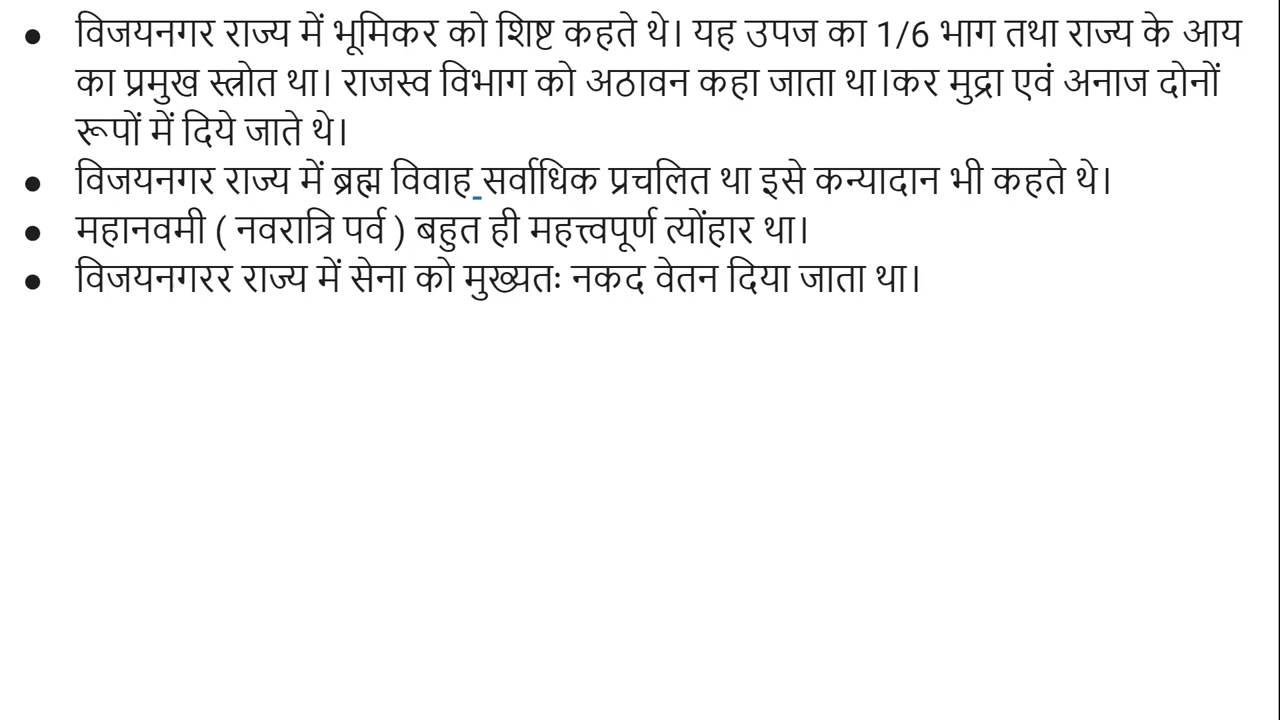 ● विजयनगर राज्य में भूमिकर को शिष्ट कहते थे। यह उपज का 1/6 भाग तथा राज्य के आय
का प्रमुख स्त्रोत था। राजस्व विभाग को अठावन कहा जाता था।कर मुद्रा एवं अनाज दोनों
रूपों में दिये जाते थे।
● विजयनगर राज्य में ब्रह्म विवाह सर्वाधिक प्रचलित था इसे कन्यादान भी कहते थे।
● महानवमी ( नवरात्रि पर्व ) बहुत ही महत्त्वपूर्ण त्योंहार था।
● विजयनगरर राज्य में सेना को मुख्यतः नकद वेतन दिया जाता था।